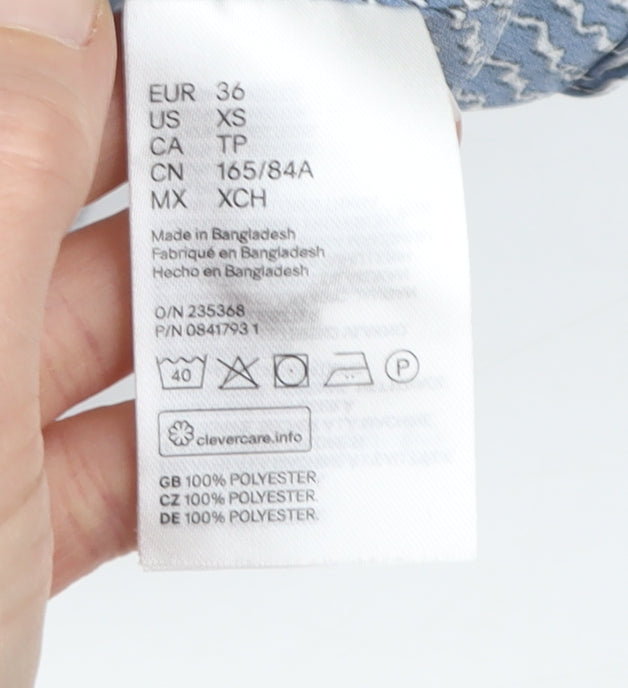 EUR 36
US XS
CA TP
CN 165/84A
MX XCH
Made in Bangladesh
Fabriqué en Bangladesh
Hecho en Bangladesh
O/N 235368
P/N 0841793 1
40 P
clevercare.info
GB 100% POLYESTER.
CZ 100% POLYESTER.
DE 100% POLYESTER.